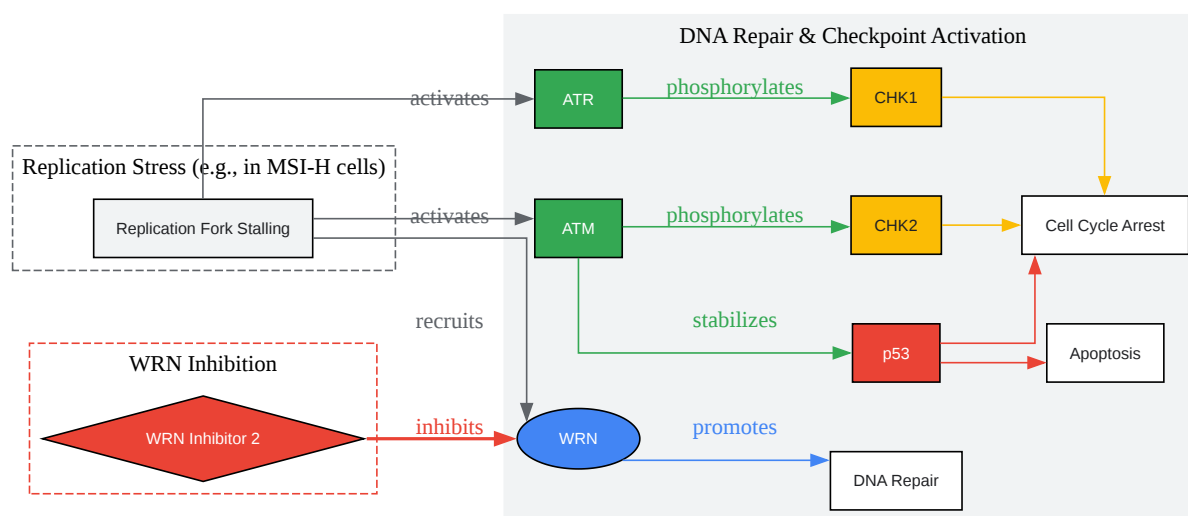 DNA Repair & Checkpoint Activation
activates
ATR
phosphorylates
CHK1
Replication Stress (e.g., in MSI-H cells)
Replication Fork Stalling
activates
ATM
phosphorylates
CHK2
Cell Cycle Arrest
recruits
stabilizes
p53
Apoptosis
WRN Inhibition
WRN Inhibitor 2
inhibits
WRN
promotes
DNA Repair